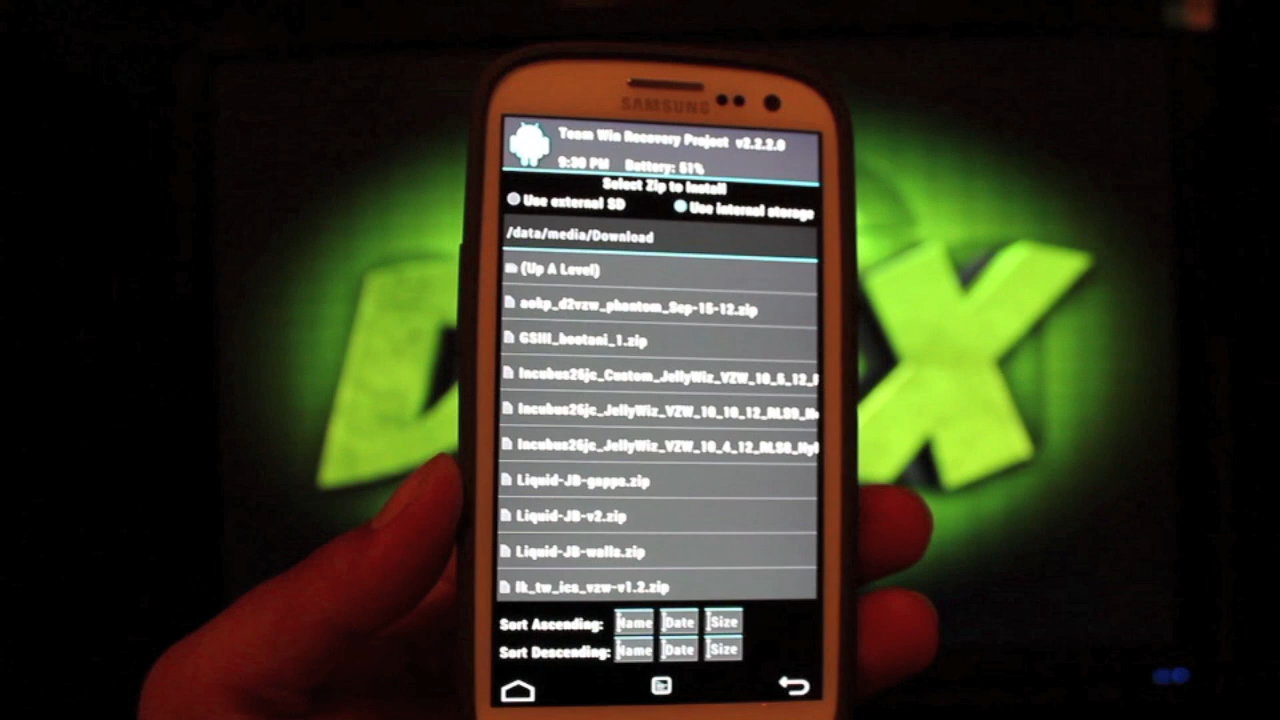 SAMSUNG
Team Win Recovery Project v2.2.2.0
9:30 PM Battery: 51%
Select Zip to Install
Use external SD Use internal storage
/data/media/Download
(Up A Level)
aokp_d2vzw_phantom_Sep-15-12.zip
GSIII_bootani_1.zip
Incubus26jc_Custom_JellyWiz_VZW_10_5_12_
Incubus26jc_JellyWiz_VZW_10_10_12_RLS9_
Incubus26jc_JellyWiz_VZW_10_4_12_RLS8_Hy
Liquid-JB-gapps.zip
Liquid-JB-v2.zip
Liquid-JB-walls.zip
lk_tw_ics_vzw-v1.2.zip
Sort Ascending: Name Date Size
Sort Descending: Name Date Size
D X